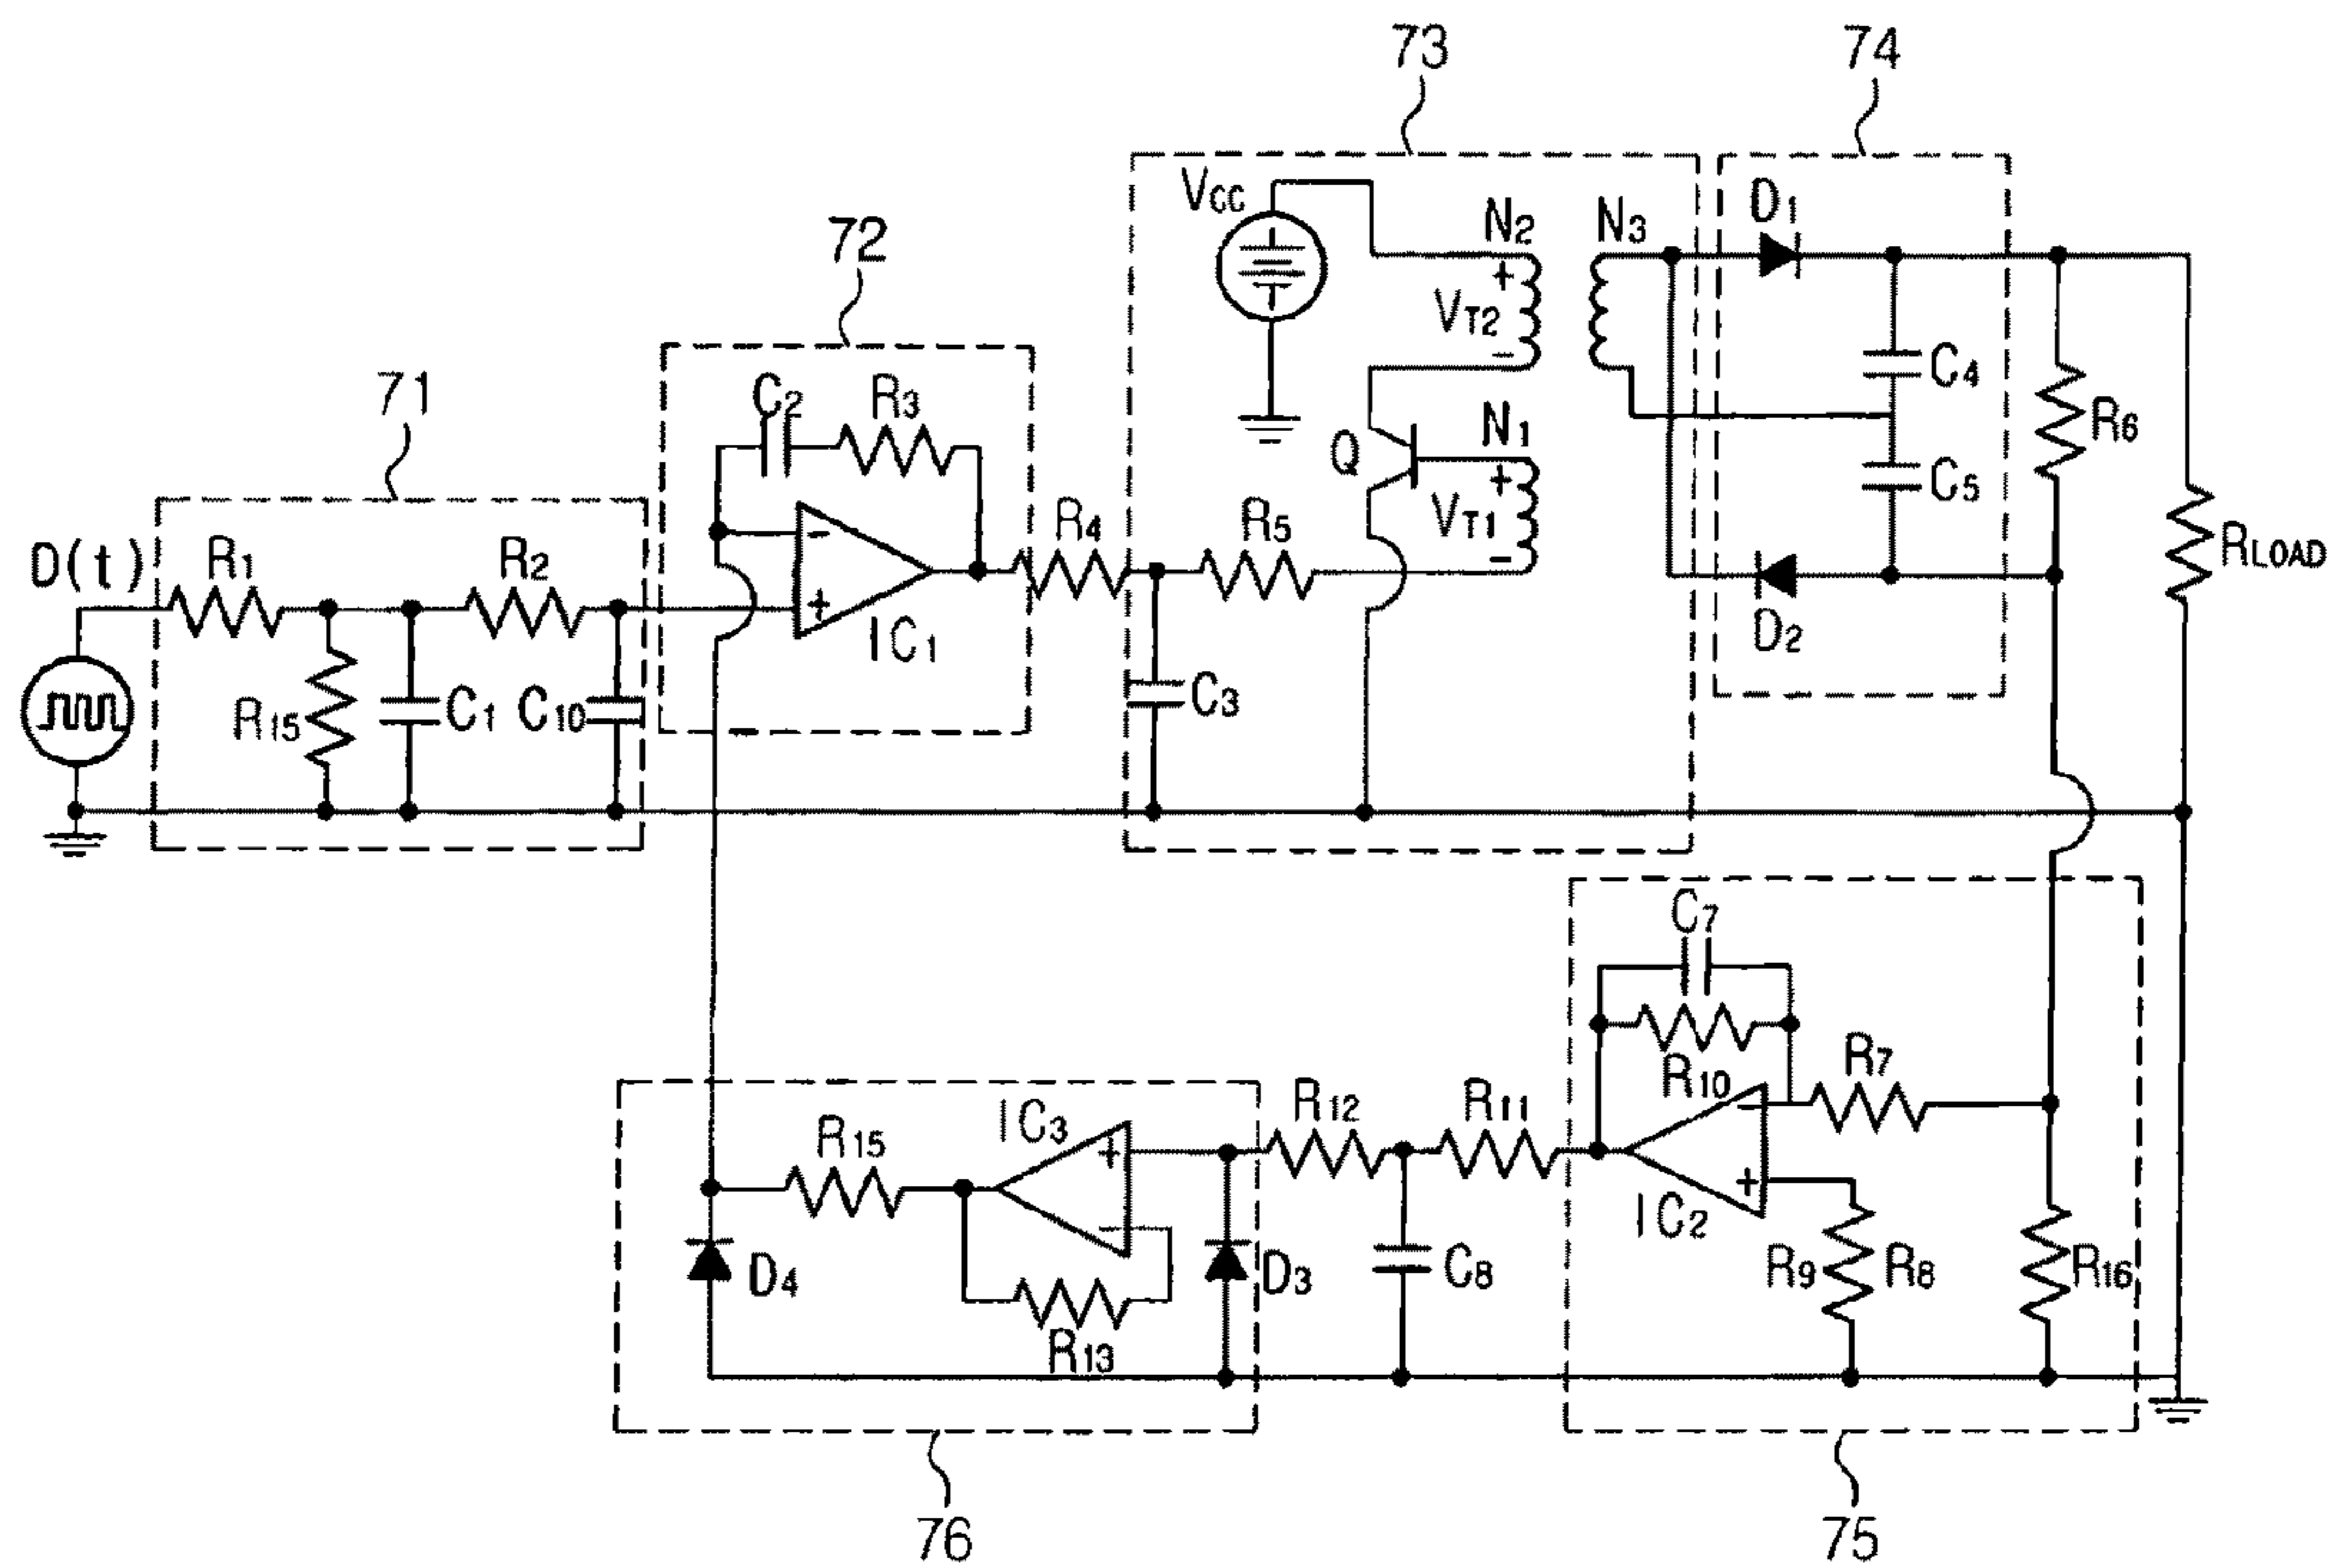 73
74
VCC
N2
N3
D1
72
+
VT2
-
C4
71
C2
R3
Q
N1
R6
+
VT1
-
C5
D(t)
R1
R2
-
+
IC1
R4
R5
RLOAD
D2
R15
C1
C10
C3
C7
R10
R7
R12
R11
-
+
IC2
R15
IC3
+
-
D4
R13
D3
C8
R9
R8
R16
76
75